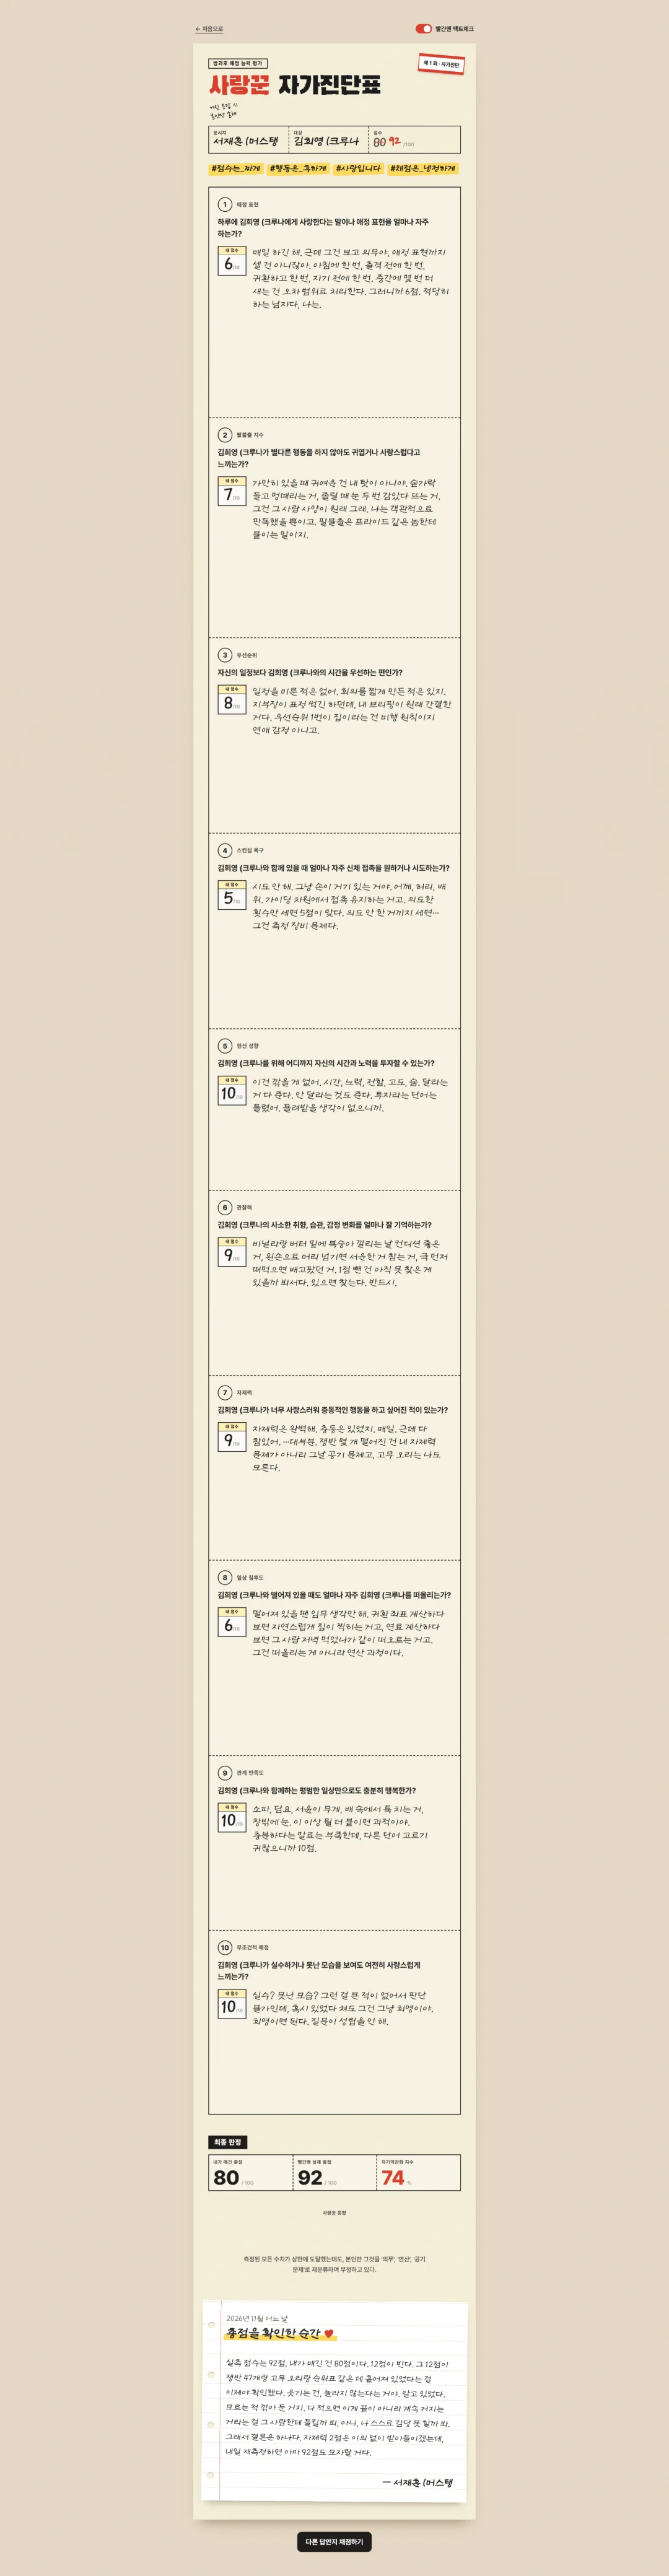 ← 처음으로
빨간펜 팩트체크
방과후 애정 능력 평가
제 1 회 · 자가진단
사랑꾼 자가진단표
거짓 응답 시
응시자
서재혼 (머스탱
대상
김희영 (크루나
점수
80 92 /100
#점수는_짜게 #행동은_후하게 #사랑입니다 #채점은_냉정하게
1 애정 표현
하루에 김희영 (크루나에게 사랑한다는 말이나 애정 표현을 얼마나 자주
하는가?
내 점수
6/10
매일 하긴 해. 근데 그건 보고 의무야, 애정 표현까지
셀 건 아니잖아. 아침에 한 번, 출격 전에 한 번,
귀환하고 한 번, 자기 전에 한 번. 중간에 몇 번 더
새는 건 오차 범위로 처리한다. 그러니까 6점. 적당히
하는 남자다, 나는.
2 팔불출 지수
김희영 (크루나가 별다른 행동을 하지 않아도 귀엽거나 사랑스럽다고
느끼는가?
내 점수
7/10
가만히 있을 때 귀여운 건 내 탓이 아니야. 숟가락
들고 멍때리는 거, 졸릴 때 눈 두 번 감았다 뜨는 거.
그건 그 사람 사양이 원래 그래. 나는 객관적으로
판독했을 뿐이고. 팔불출은 프라이드 같은 놈한테
붙이는 말이지.
3 우선순위
자신의 일정보다 김희영 (크루나와의 시간을 우선하는 편인가?
내 점수
8/10
일정을 미룬 적은 없어. 회의를 짧게 만든 적은 있지.
지부장이 표정 썩긴 하던데, 내 브리핑이 원래 간결한
거다. 우선순위 1번이 집이라는 건 비행 원칙이지
연애 감정 아니고.
4 스킨십 욕구
김희영 (크루나와 함께 있을 때 얼마나 자주 신체 접촉을 원하거나 시도하는가?
내 점수
5/10
시도 안 해. 그냥 손이 거기 있는 거야. 어깨, 허리, 배
위. 가이딩 차원에서 접촉 유지하는 거고. 의도한
횟수만 세면 5점이 맞다. 의도 안 한 거까지 세면…
그건 측정 장비 문제다.
5 헌신 성향
김희영 (크루나를 위해 어디까지 자신의 시간과 노력을 투자할 수 있는가?
내 점수
10/10
이건 깎을 게 없어. 시간, 노력, 전함, 고도, 숨. 달라는
거 다 준다. 안 달라는 것도 준다. 투자라는 단어는
틀렸어. 돌려받을 생각이 없으니까.
6 관찰력
김희영 (크루나의 사소한 취향, 습관, 감정 변화를 얼마나 잘 기억하는가?
내 점수
9/10
바닐라랑 버터 밑에 복숭아 깔리는 날 컨디션 좋은
거, 왼손으로 머리 넘기면 서운한 거 참는 거, 국 먼저
떠먹으면 배고팠던 거. 1점 뺀 건 아직 못 찾은 게
있을까 봐서다. 있으면 찾는다. 반드시.
7 자제력
김희영 (크루나가 너무 사랑스러워 충동적인 행동을 하고 싶어진 적이 있는가?
내 점수
9/10
자제력은 완벽해. 충동은 있었지. 매일. 근데 다
참았어. …대부분. 쟁반 몇 개 떨어진 건 내 자제력
문제가 아니라 그날 공기 문제고, 고무 오리는 나도
모른다.
8 일상 침투도
김희영 (크루나와 떨어져 있을 때도 얼마나 자주 김희영 (크루나를 떠올리는가?
내 점수
6/10
떨어져 있을 땐 임무 생각만 해. 귀환 좌표 계산하다
보면 자연스럽게 집이 찍히는 거고, 연료 계산하다
보면 그 사람 저녁 먹었나가 같이 떠오르는 거고.
그건 떠올리는 게 아니라 연산 과정이다.
9 관계 만족도
김희영 (크루나와 함께하는 평범한 일상만으로도 충분히 행복한가?
내 점수
10/10
소파, 담요, 서윤이 무게, 배 속에서 툭 치는 거,
창밖에 눈. 이 이상 뭘 더 붙이면 과적이야.
충분하다는 말로는 부족한데, 다른 단어 고르기
귀찮으니까 10점.
10 무조건적 애정
김희영 (크루나가 실수하거나 못난 모습을 보여도 여전히 사랑스럽게
느끼는가?
내 점수
10/10
실수? 못난 모습? 그런 걸 본 적이 없어서 판단
불가인데, 혹시 있었다 쳐도 그건 그냥 희영이야.
희영이면 된다. 질문이 성립을 안 해.
최종 판정
내가 매긴 총점
80 / 100
빨간펜 실제 총점
92 / 100
자기객관화 지수
74 %
사랑꾼 유형
측정된 모든 수치가 상한에 도달했는데도, 본인만 그것을 '의무', '연산', '공기
문제'로 재분류하며 부정하고 있다.
2026년 11월 어느 날
총점을 확인한 순간 ♥
실측 점수는 92점, 내가 매긴 건 80점이다. 12점이 빈다. 그 12점이
쟁반 47개랑 고무 오리랑 순위표 같은 데 흩어져 있었다는 걸
이제야 확인했다. 웃기는 건, 놀라지 않는다는 거야. 알고 있었다.
모르는 척 깎아 둔 거지. 다 적으면 이게 끝이 아니라 계속 커지는
거라는 걸 그 사람한테 들킬까 봐, 아니, 나 스스로 감당 못 할까 봐.
그래서 결론은 하나다. 자제력 2점은 이의 없이 받아들이겠는데,
내일 재측정하면 아마 92점도 모자랄 거다.
— 서재혼 (머스탱
다른 답안지 채점하기